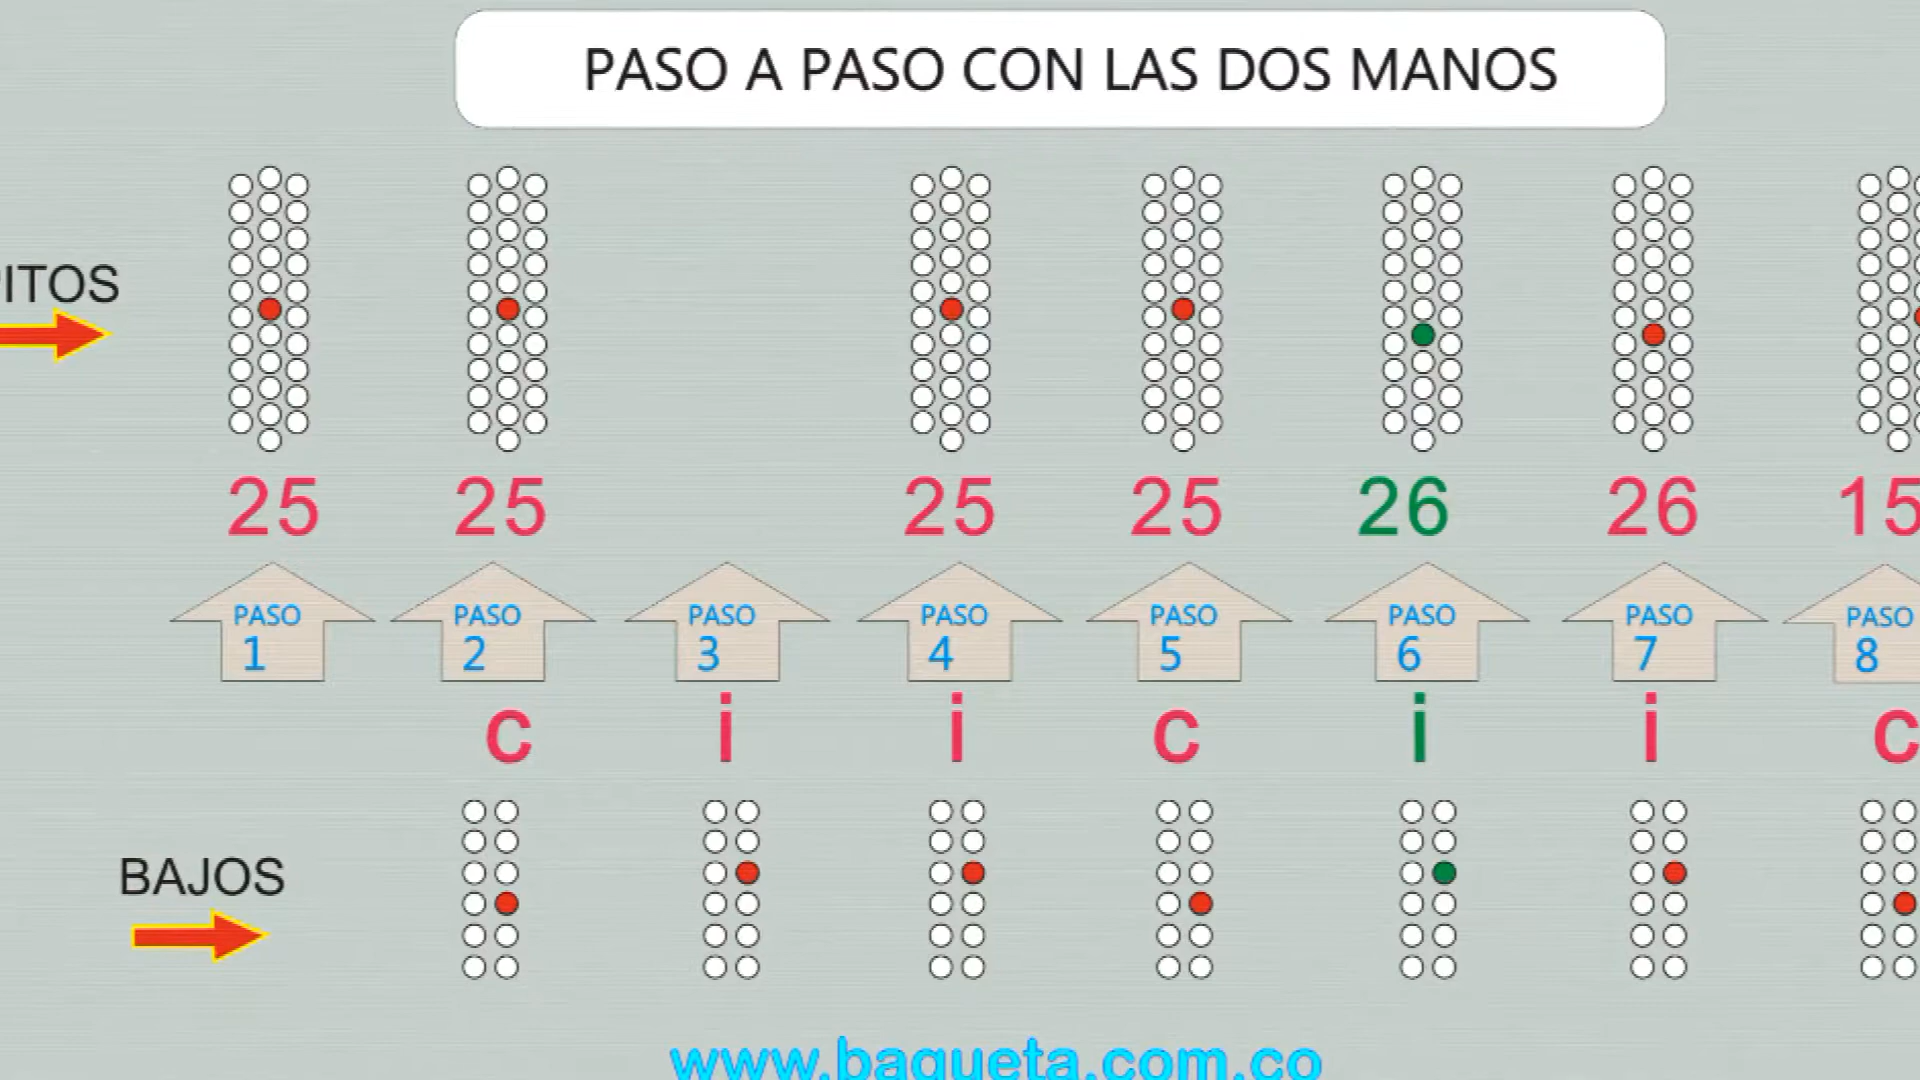 PASO A PASO CON LAS DOS MANOS
PITOS
25 25 25 25 26 26 15
PASO 1 PASO 2 PASO 3 PASO 4 PASO 5 PASO 6 PASO 7 PASO 8
c i i c i i c
BAJOS
www.baqueta.com.co